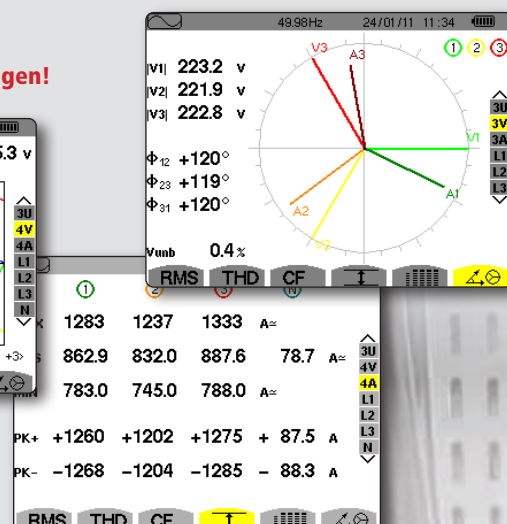 gen!
49.98Hz 24/01/11 11:34
|V1| 223.2 v
|V2| 221.9 v
|V3| 222.8 v
Φ12 +120°
Φ23 +119°
Φ31 +120°
Vunb 0.4%
V3 A3
V1
A1
A2
V2
1 2 3
3U
3V
3A
L1
L2
L3
RMS THD CF
5.3 v
3U
4V
4A
L1
L2
L3
N
+3>
1 2 3 N
1283 1237 1333 A≃
862.9 832.0 887.6 78.7 A≃
783.0 745.0 788.0 A≃
PK+ +1260 +1202 +1275 + 87.5 A
PK- -1268 -1204 -1285 - 88.3 A
3U
4V
4A
L1
L2
L3
N
RMS THD CF